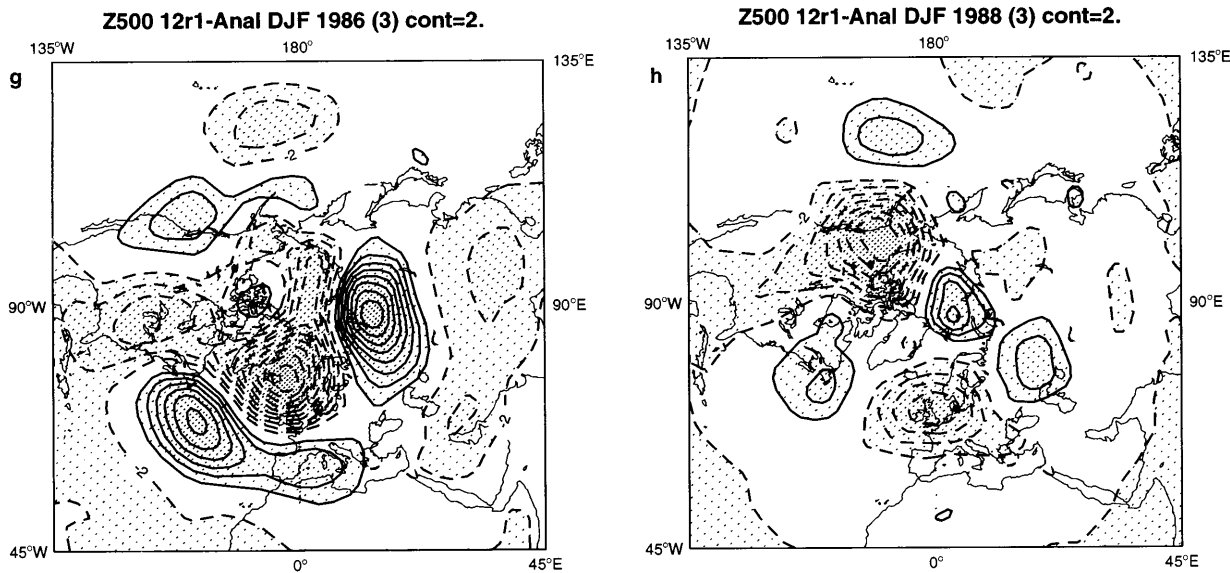 Z500 12r1-Anal DJF 1986 (3) cont=2.
135°W 180° 135°E
g
90°W 90°E
-2
-2
-2
45°W 0° 45°E
Z500 12r1-Anal DJF 1988 (3) cont=2.
135°W 180° 135°E
h
90°W 90°E
-2
45°W 0° 45°E